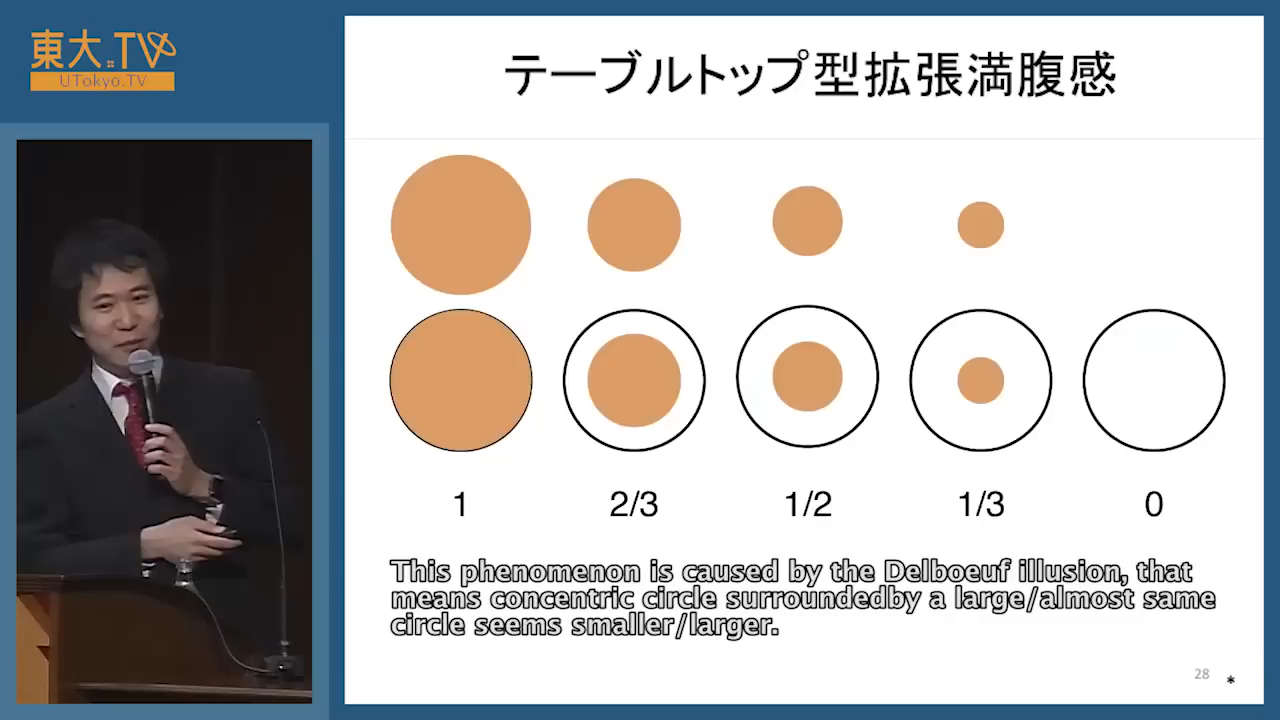 東大.TV
UTokyo.TV
テーブルトップ型拡張満腹感
1 2/3 1/2 1/3 0
This phenomenon is caused by the Delboeuf illusion, that
means concentric circle surroundedby a large/almost same
circle seems smaller/larger.
28
*